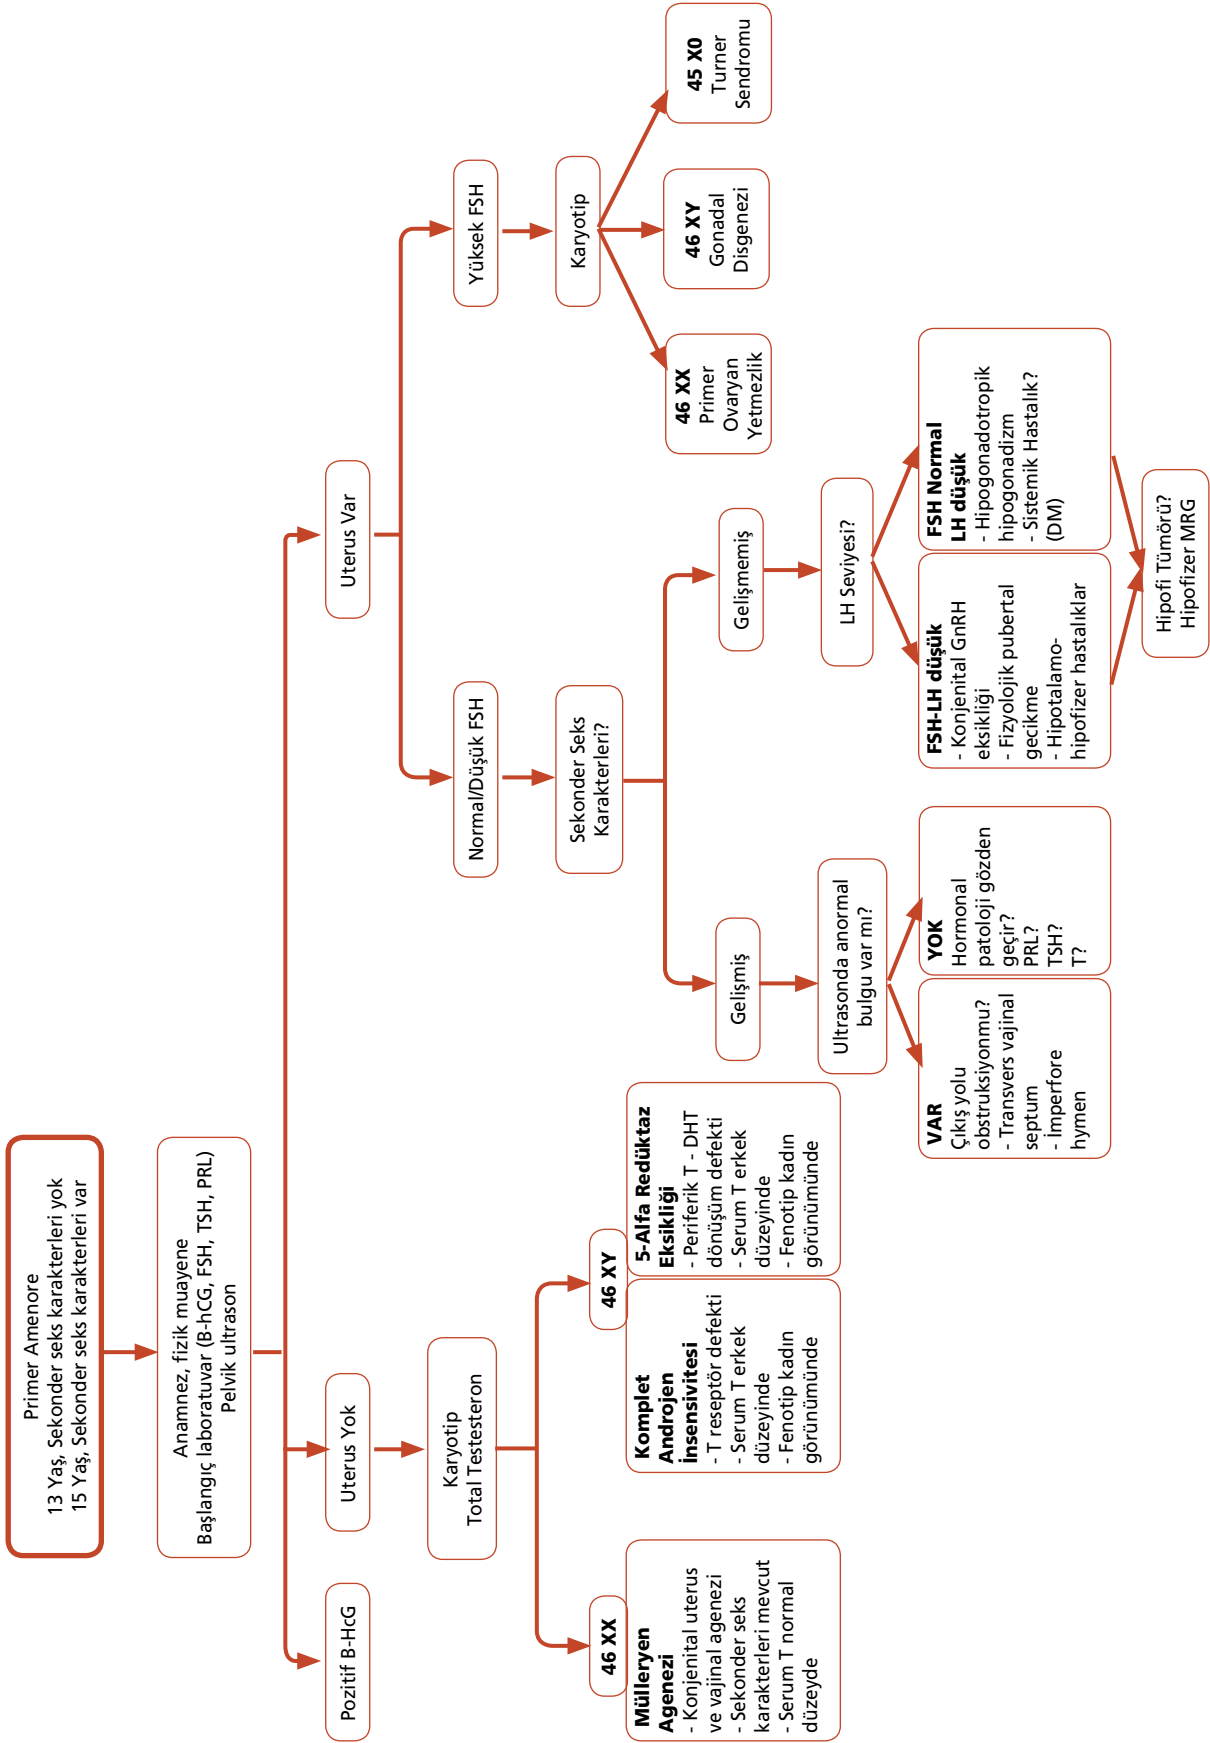 Primer Amenore
13 Yaş, Sekonder seks karakterleri yok
15 Yaş, Sekonder seks karakterleri var
Anamnez, fizik muayene
Başlangıç laboratuvar (B-hCG, FSH, TSH, PRL)
Pelvik ultrason
Pozitif B-HcG
Uterus Yok
Uterus Var
Karyotip
Total Testesteron
46 XX
Mülleryen
Agenezi
- Konjenital uterus
ve vajinal agenezi
- Sekonder seks
karakterleri mevcut
- Serum T normal
düzeyde
46 XY
Komplet
Androjen
İnsensivitesi
- T reseptör defekti
- Serum T erkek
düzeyinde
- Fenotip kadın
görünümünde
5-Alfa Redüktaz
Eksikliği
- Periferik T - DHT
dönüşüm defekti
- Serum T erkek
düzeyinde
- Fenotip kadın
görünümünde
Normal/Düşük FSH
Yüksek FSH
Sekonder Seks
Karakterleri?
Karyotip
46 XX
Primer
Ovaryan
Yetmezlik
46 XY
Gonadal
Disgenezi
45 X0
Turner
Sendromu
Gelişmiş
Gelişmemiş
Ultrasonda anormal
bulgu var mı?
LH Seviyesi?
VAR
Çıkış yolu
obstruksiyonmu?
- Transvers vajinal
septum
- İmperfore
hymen
YOK
Hormonal
patoloji gözden
geçir?
PRL?
TSH?
T?
FSH-LH düşük
- Konjenital GnRH
eksikliği
- Fizyolojik pubertal
gecikme
- Hipotalamo-
hipofizer hastalıklar
FSH Normal
LH düşük
- Hipogonadotropik
hipogonadizm
- Sistemik Hastalık?
(DM)
Hipofi Tümörü?
Hipofizer MRG